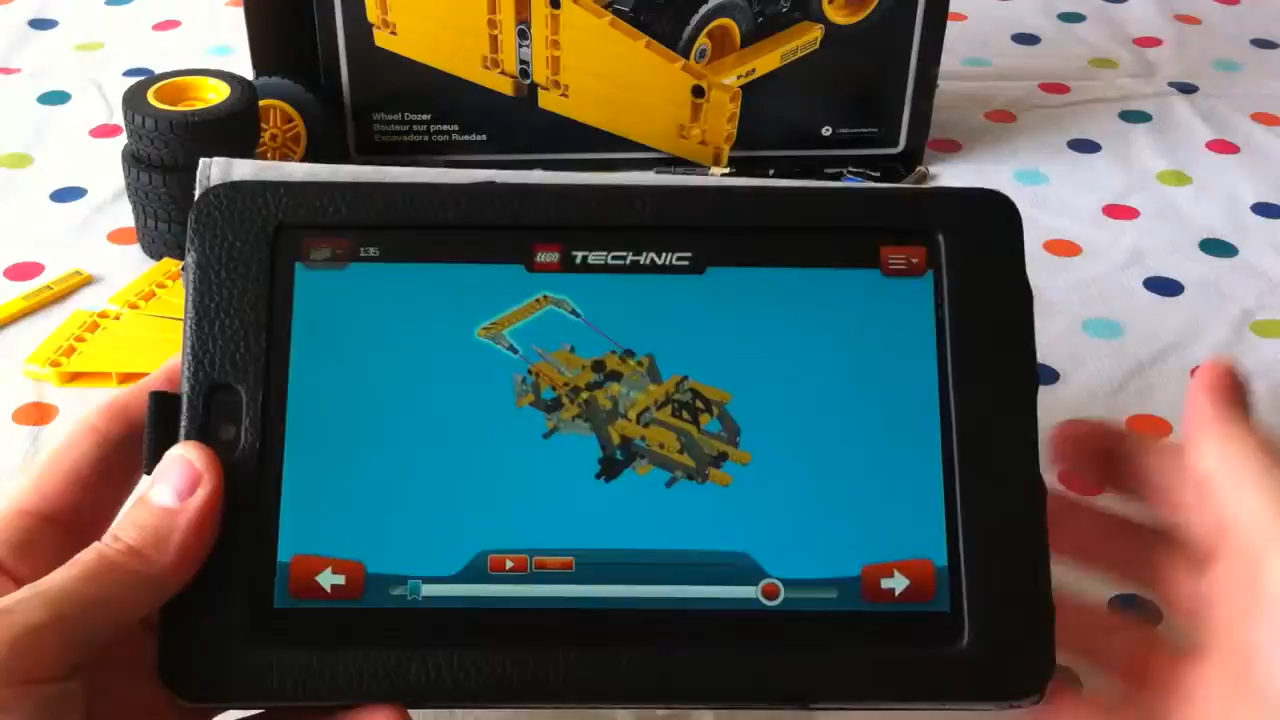 Wheel Dozer
Bouteur sur pneus
Excavadora con Ruedas
135
LEGO TECHNIC